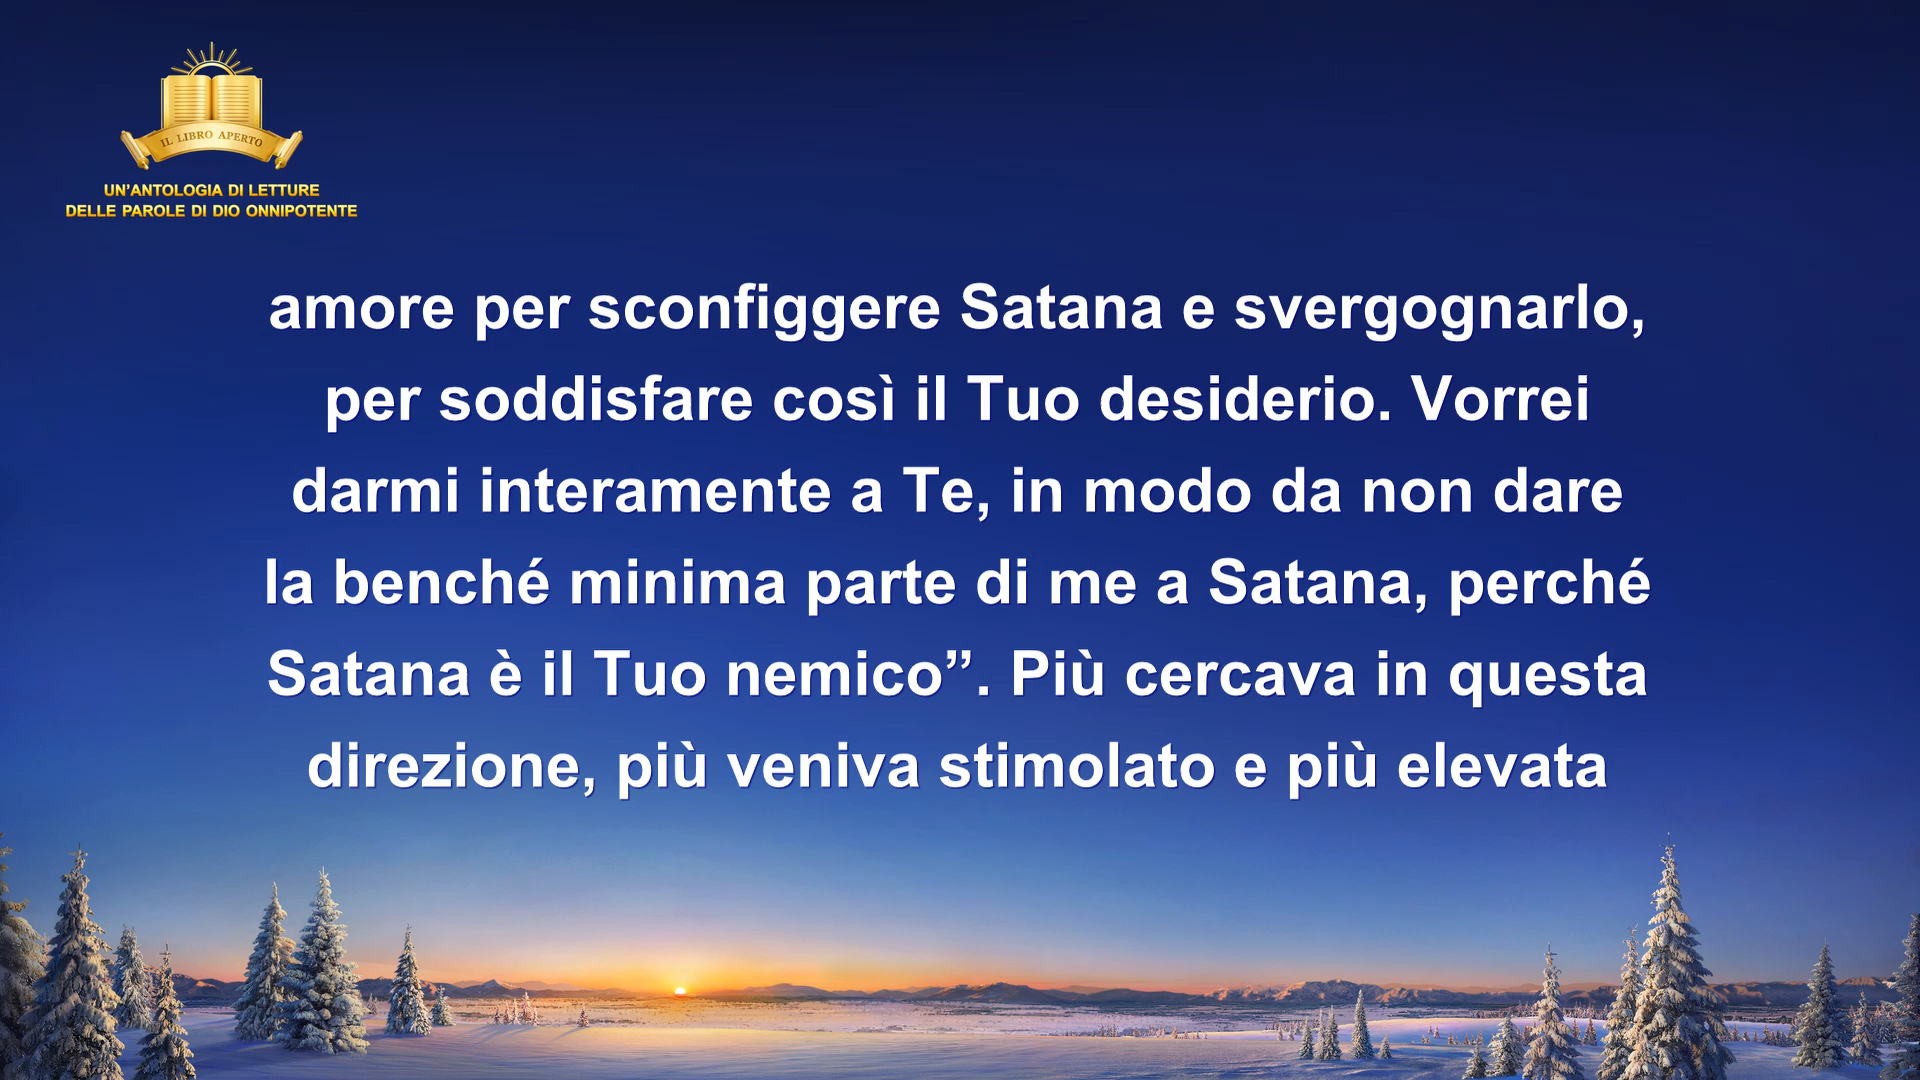 IL LIBRO APERTO
UN’ANTOLOGIA DI LETTURE
DELLE PAROLE DI DIO ONNIPOTENTE
amore per sconfiggere Satana e svergognarlo,
per soddisfare così il Tuo desiderio. Vorrei
darmi interamente a Te, in modo da non dare
la benché minima parte di me a Satana, perché
Satana è il Tuo nemico”. Più cercava in questa
direzione, più veniva stimolato e più elevata